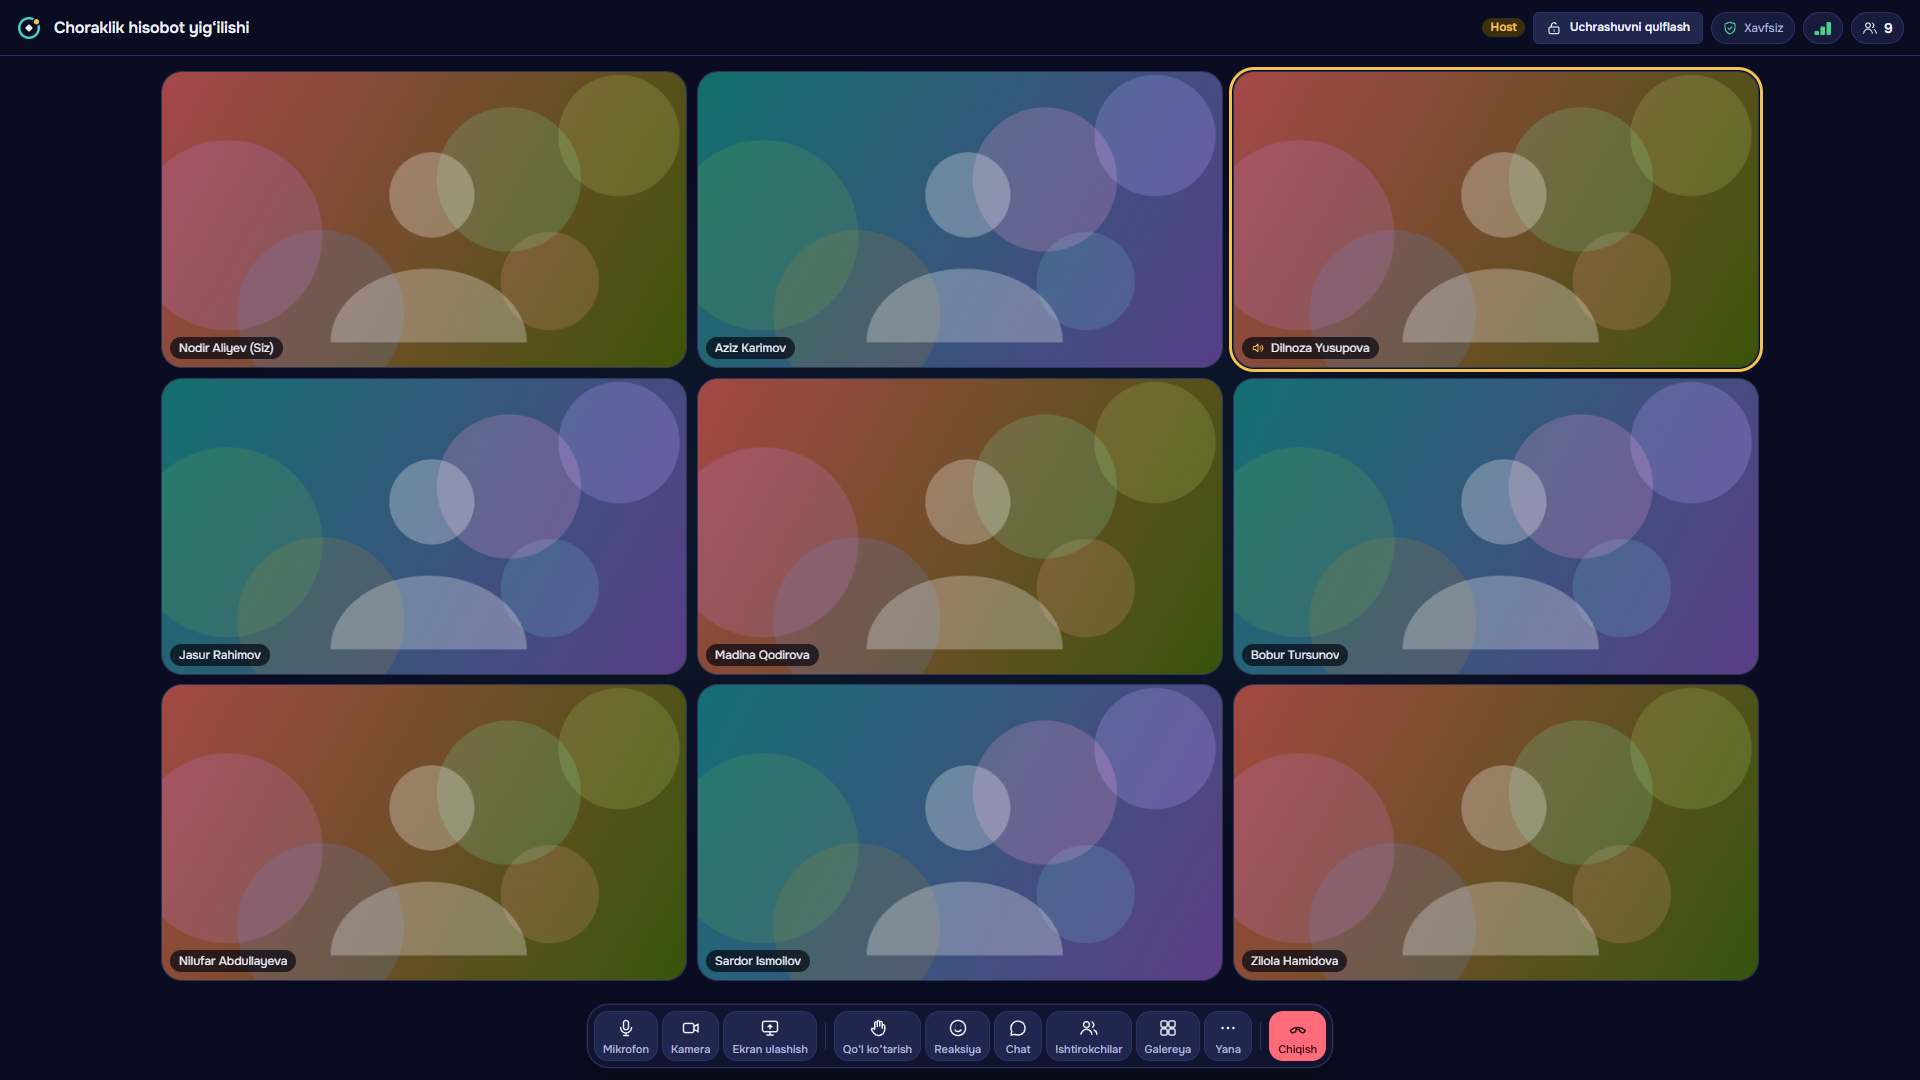 Choraklik hisobot yig‘ilishi
Host
Uchrashuvni qulflash
Xavfsiz
9
Nodir Aliyev (Siz)
Aziz Karimov
Dilnoza Yusupova
Jasur Rahimov
Madina Qodirova
Bobur Tursunov
Nilufar Abdullayeva
Sardor Ismoilov
Zilola Hamidova
Mikrofon
Kamera
Ekran ulashish
Qo‘l ko‘tarish
Reaksiya
Chat
Ishtirokchilar
Galereya
Yana
Chiqish